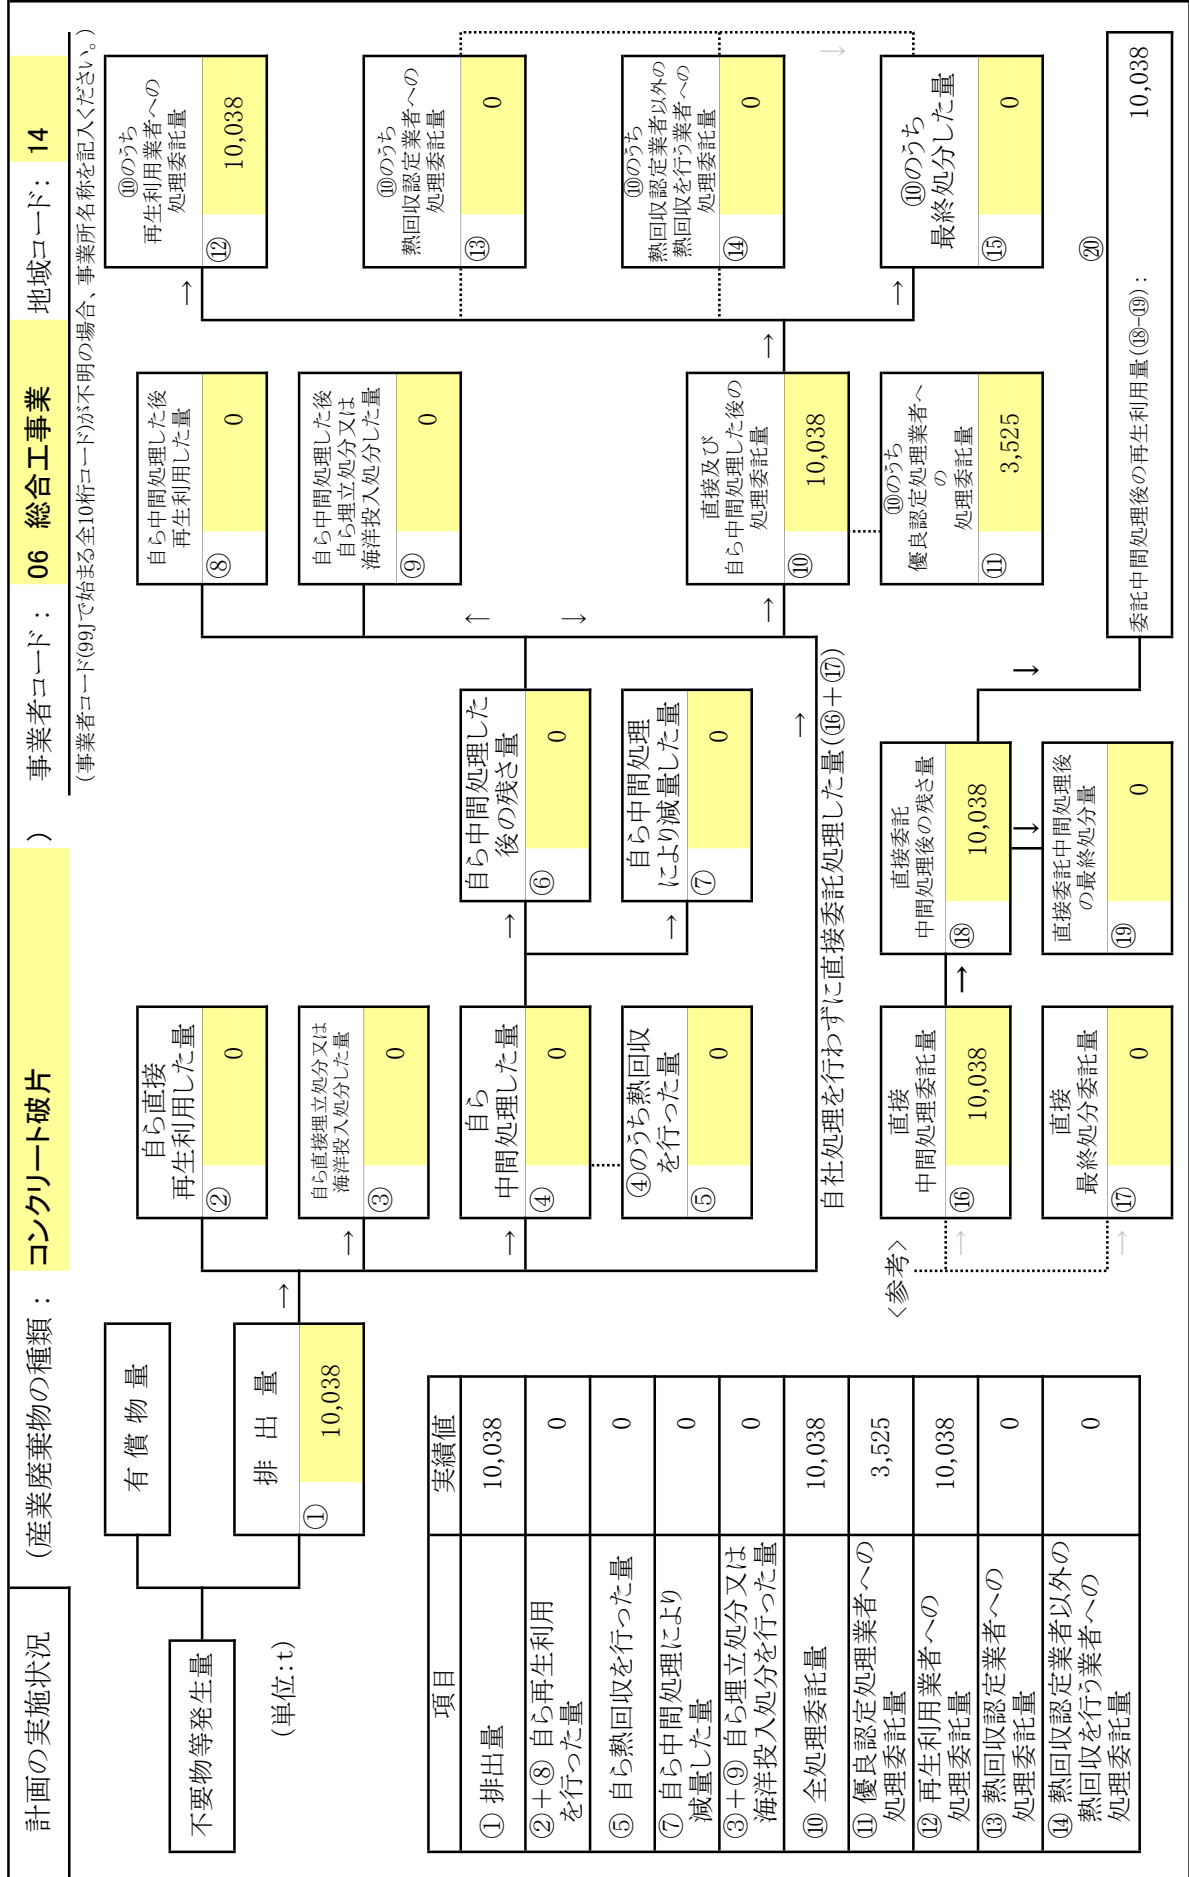 計画の実施状況
(産業廃棄物の種類： コンクリート破片 )
事業者コード： 06 総合工事業 地域コード： 14
(事業者コード(99Jで始まる全10桁コード)が不明の場合、事業所名称を記入ください。)
不要物等発生量
(単位:t)
有 償 物 量
排 出 量
① 10,038
→
自ら直接
再生利用した量
② 0
→
自ら直接埋立処分又は
海洋投入処分した量
③ 0
→
自ら
中間処理した量
④ 0
④のうち熱回収
を行った量
⑤ 0
→
自ら中間処理した
後の残さ量
⑥ 0
→
自ら中間処理
により減量した量
⑦ 0
↑
↓
自ら中間処理した後
再生利用した量
⑧ 0
自ら中間処理した後
自ら埋立処分又は
海洋投入処分した量
⑨ 0
→
自社処理を行わずに直接委託処理した量(⑯＋⑰)
→
直接及び
自ら中間処理した後の
処理委託量
⑩ 10,038
⑩のうち
優良認定処理業者へ
の
処理委託量
⑪ 3,525
→
→
⑩のうち
再生利用業者への
処理委託量
⑫ 10,038
⑩のうち
熱回収認定業者への
処理委託量
⑬ 0
⑩のうち
熱回収認定業者以外の
熱回収を行う業者への
処理委託量
⑭ 0
↓
→
⑩のうち
最終処分した量
⑮ 0
<参考>
→
直接
中間処理委託量
⑯ 10,038
→
直接
最終処分委託量
⑰ 0
→
直接委託
中間処理後の残さ量
⑱ 10,038
↓
直接委託中間処理後
の最終処分量
⑲ 0
↓
⑳
委託中間処理後の再生利用量(⑱-⑲)： 10,038
項目 実績値
① 排出量 10,038
②＋⑧ 自ら再生利用
を行った量 0
⑤ 自ら熱回収を行った量 0
⑦ 自ら中間処理により
減量した量 0
③＋⑨ 自ら埋立処分又は
海洋投入処分を行った量 0
⑩ 全処理委託量 10,038
⑪ 優良認定処理業者への
処理委託量 3,525
⑫ 再生利用業者への
処理委託量 10,038
⑬ 熱回収認定業者への
処理委託量 0
⑭ 熱回収認定業者以外の
熱回収を行う業者への
処理委託量 0